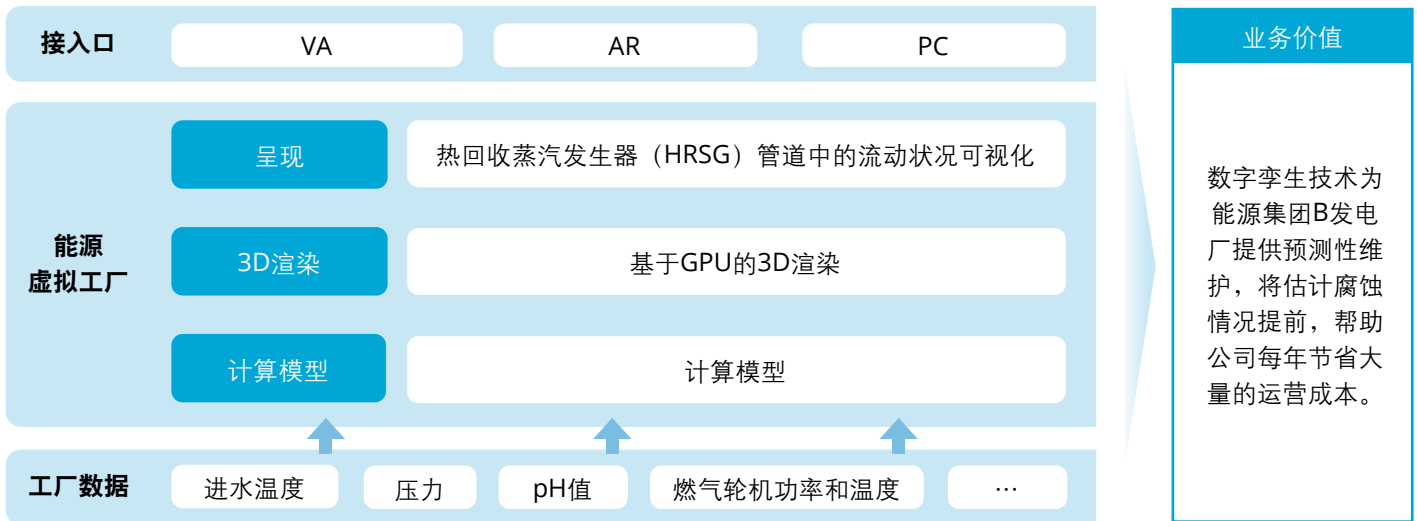 接入口
VA
AR
PC
能源
虚拟工厂
呈现
热回收蒸汽发生器（HRSG）管道中的流动状况可视化
3D渲染
基于GPU的3D渲染
计算模型
计算模型
工厂数据
进水温度
压力
pH值
燃气轮机功率和温度
…
业务价值
数字孪生技术为
能源集团B发电
厂提供预测性维
护，将估计腐蚀
情况提前，帮助
公司每年节省大
量的运营成本。